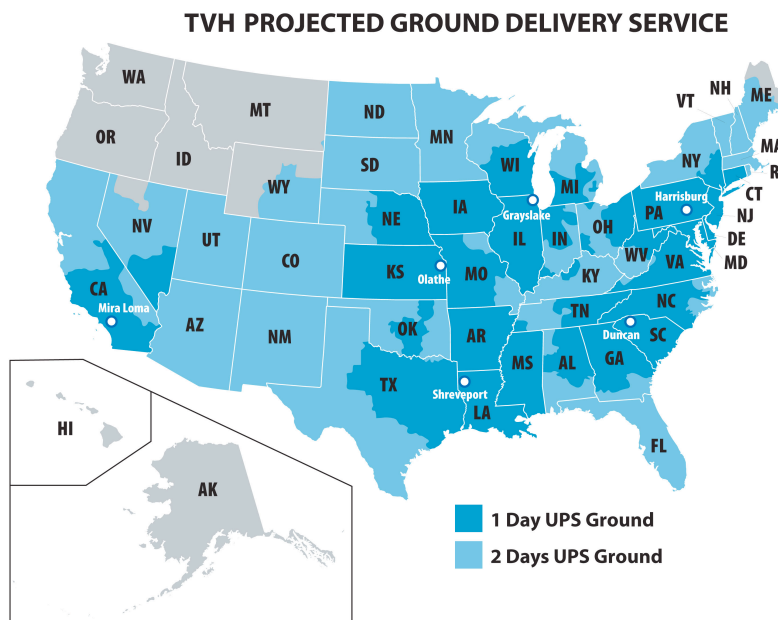 TVH PROJECTED GROUND DELIVERY SERVICE
WA
MT
ND
MN
OR
ID
SD
WY
WI
MI
NH
VT
ME
MA
NY
R
CT
NJ
DE
MD
Harrisburg
PA
NV
UT
CO
NE
IA
Grayslake
IL
IN
OH
WV
VA
KS
Olathe
MO
KY
CA
Mira Loma
AZ
NM
OK
AR
TN
NC
Duncan
SC
TX
Shreveport
LA
MS
AL
GA
FL
HI
AK
1 Day UPS Ground
2 Days UPS Ground